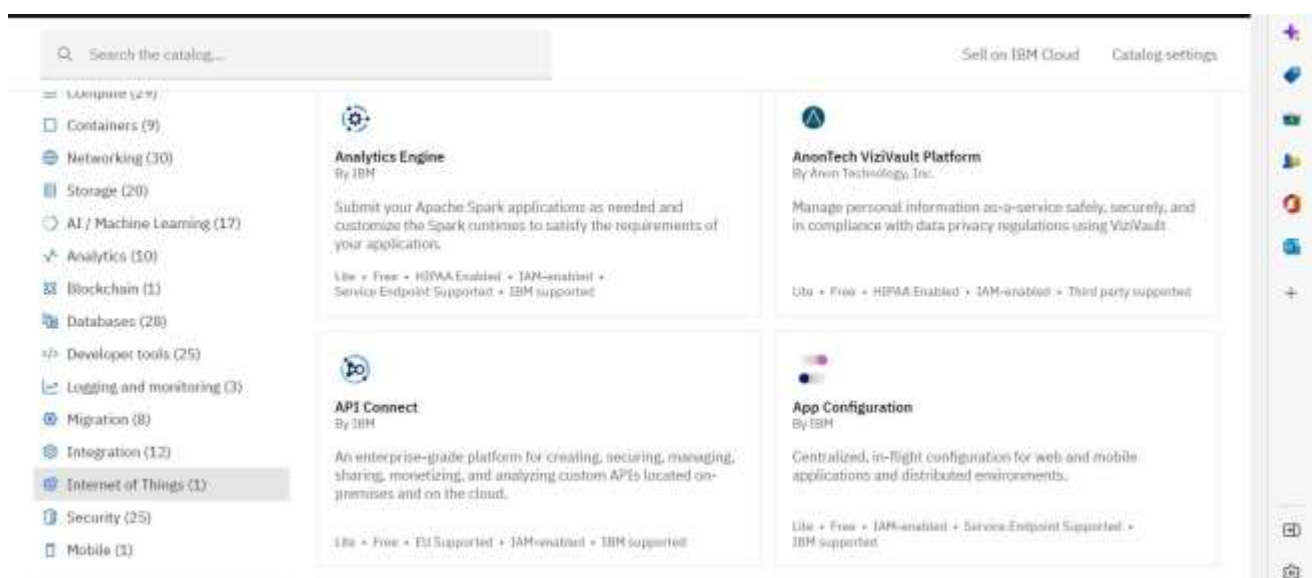 Search the catalog...
Sell on IBM Cloud
Catalog settings
Compute (29)
Containers (9)
Networking (30)
Storage (20)
AI / Machine Learning (17)
Analytics (10)
Blockchain (1)
Databases (28)
Developer tools (25)
Logging and monitoring (3)
Migration (8)
Integration (12)
Internet of Things (1)
Security (25)
Mobile (1)
Analytics Engine
By IBM
Submit your Apache Spark applications as needed and
customize the Spark runtimes to satisfy the requirements of
your application.
Lite • Free • HIPAA Enabled • IAM-enabled •
Service Endpoint Supported • IBM supported
AnonTech ViziVault Platform
By Anon Technology, Inc.
Manage personal information as-a-service safely, securely, and
in compliance with data privacy regulations using ViziVault
Lite • Free • HIPAA Enabled • IAM-enabled • Third party supported
API Connect
By IBM
An enterprise-grade platform for creating, securing, managing,
sharing, monetizing, and analyzing custom APIs located on-
premises and on the cloud.
Lite • Free • EU Supported • IAM-enabled • IBM supported
App Configuration
By IBM
Centralized, in-flight configuration for web and mobile
applications and distributed environments.
Lite • Free • IAM-enabled • Service Endpoint Supported •
IBM supported